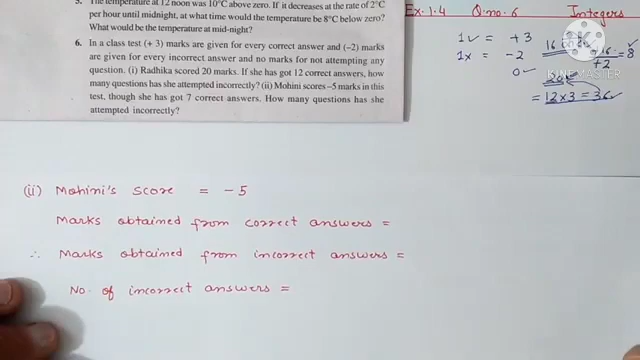 5. The temperature at 12 noon was 10°C above zero. If it decreases at the rate of 2°C
per hour until midnight, at what time would the temperature be 8°C below zero?
What would be the temperature at mid-night?
6. In a class test (+ 3) marks are given for every correct answer and (–2) marks
are given for every incorrect answer and no marks for not attempting any
question. (i) Radhika scored 20 marks. If she has got 12 correct answers, how
many questions has she attempted incorrectly? (ii) Mohini scores –5 marks in this
test, though she has got 7 correct answers. How many questions has she
attempted incorrectly?
Ex. 1.4 Q. no. 6 Integers
1✓ = + 3
1x = - 2
0✓
= 12 × 3 = 36✓
(ii) Mohini's score = - 5
Marks obtained from correct answers =
∴ Marks obtained from incorrect answers =
No. of incorrect answers =